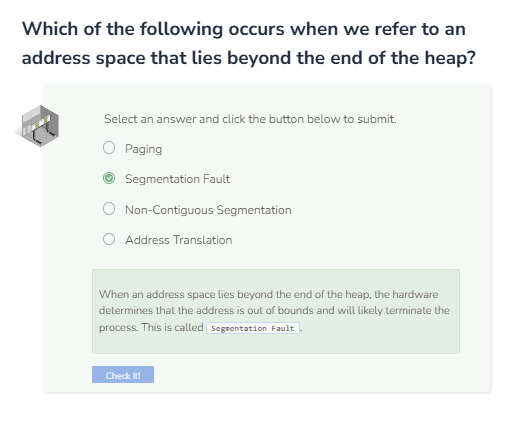 Which of the following occurs when we refer to an
address space that lies beyond the end of the heap?
Select an answer and click the button below to submit.
Paging
Segmentation Fault
Non-Contiguous Segmentation
Address Translation
When an address space lies beyond the end of the heap, the hardware
determines that the address is out of bounds and will likely terminate the
process. This is called Segmentation Fault.
Check It!